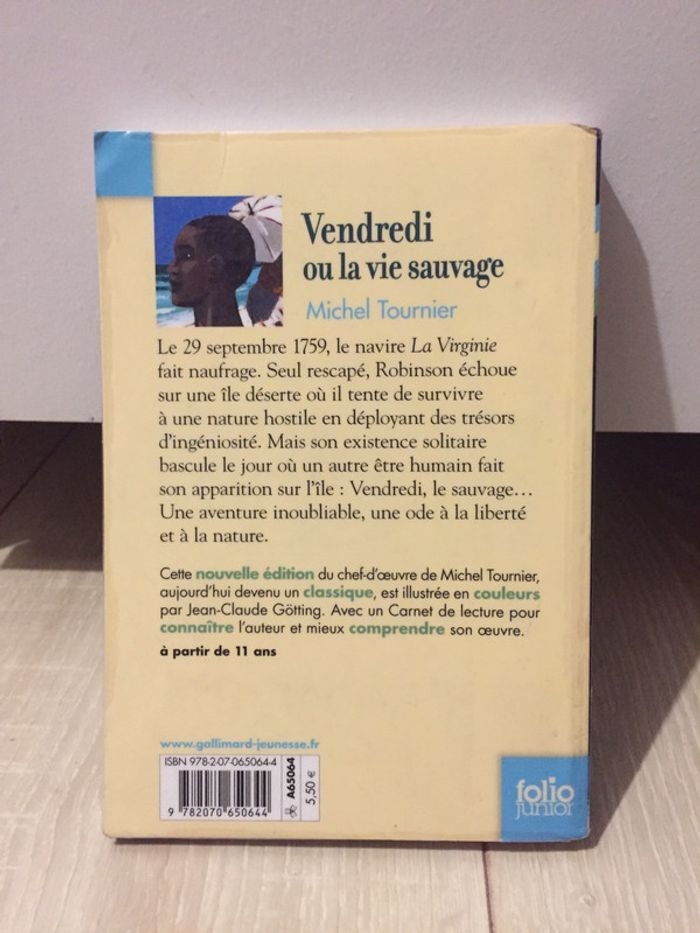 Vendredi
ou la vie sauvage
Michel Tournier
Le 29 septembre 1759, le navire La Virginie
fait naufrage. Seul rescapé, Robinson échoue
sur une île déserte où il tente de survivre
à une nature hostile en déployant des trésors
d'ingéniosité. Mais son existence solitaire
bascule le jour où un autre être humain fait
son apparition sur l'île : Vendredi, le sauvage...
Une aventure inoubliable, une ode à la liberté
et à la nature.
Cette nouvelle édition du chef-d'œuvre de Michel Tournier,
aujourd'hui devenu un classique, est illustrée en couleurs
par Jean-Claude Götting. Avec un Carnet de lecture pour
connaître l'auteur et mieux comprendre son œuvre.
à partir de 11 ans
www.gallimard-jeunesse.fr
ISBN 978-2-07-065064-4
9 782070 650644
A65064
5,50 €
folio
junior